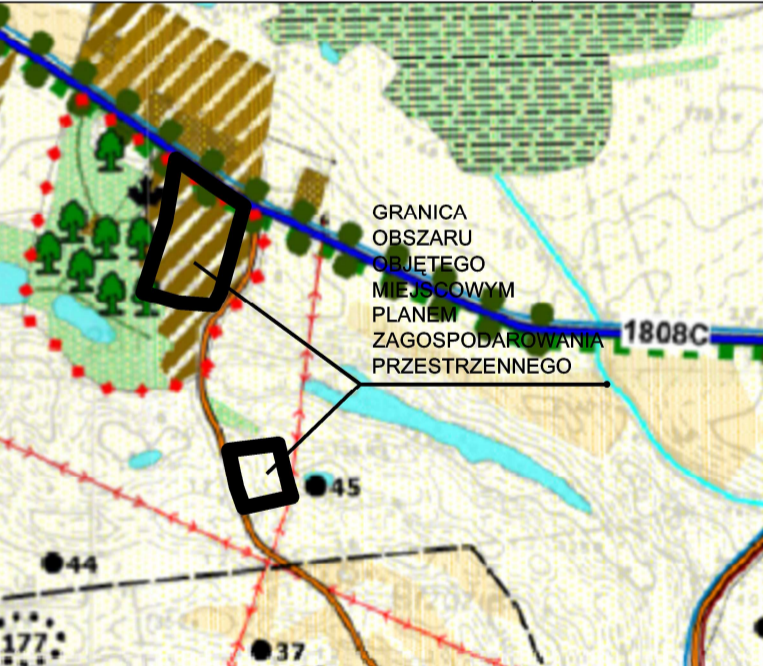 GRANICA
OBSZARU
OBJĘTEGO
MIEJSCOWYM
PLANEM
ZAGOSPODAROWANIA
PRZESTRZENNEGO
1808C
45
44
177
37